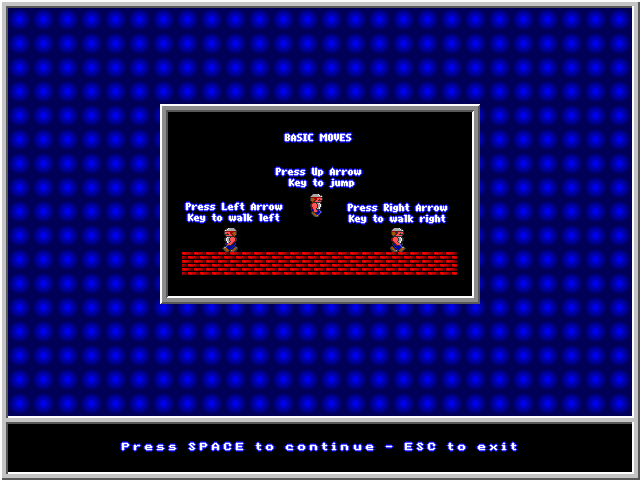 BASIC MOVES
Press Up Arrow
Key to jump
Press Left Arrow
Key to walk left
Press Right Arrow
Key to walk right
Press SPACE to continue - ESC to exit